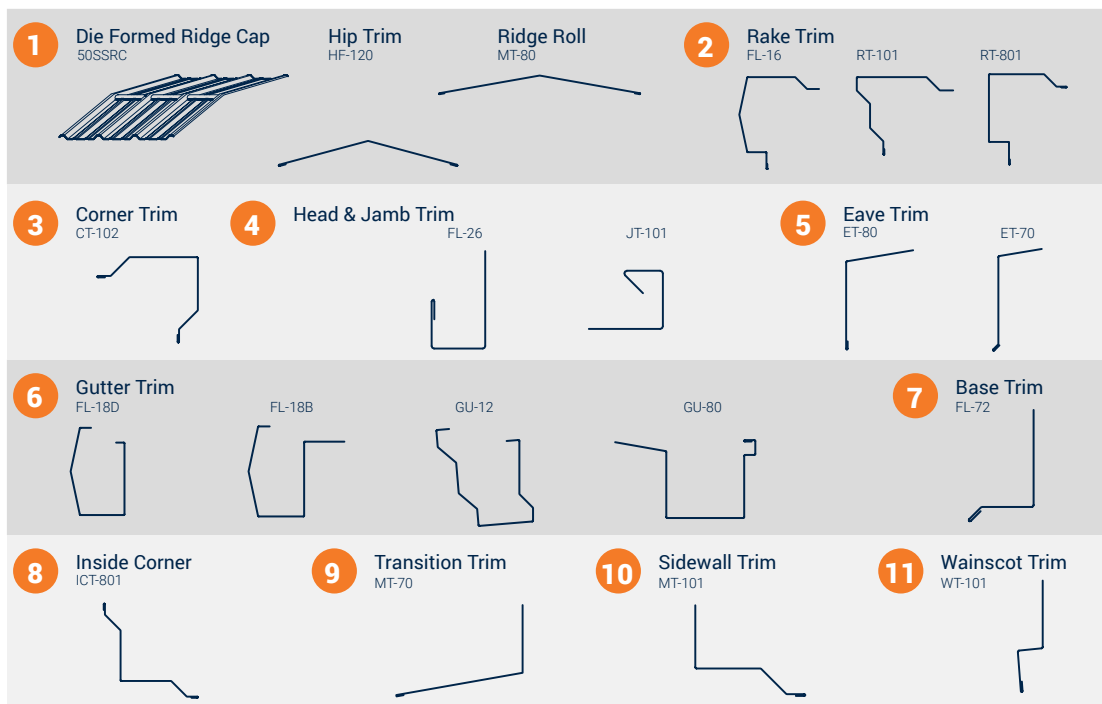 1
Die Formed Ridge Cap
50SSRC
Hip Trim
HF-120
Ridge Roll
MT-80
2
Rake Trim
FL-16
RT-101
RT-801
3
Corner Trim
CT-102
4
Head & Jamb Trim
FL-26
JT-101
5
Eave Trim
ET-80
ET-70
6
Gutter Trim
FL-18D
FL-18B
GU-12
GU-80
7
Base Trim
FL-72
8
Inside Corner
ICT-801
9
Transition Trim
MT-70
10
Sidewall Trim
MT-101
11
Wainscot Trim
WT-101